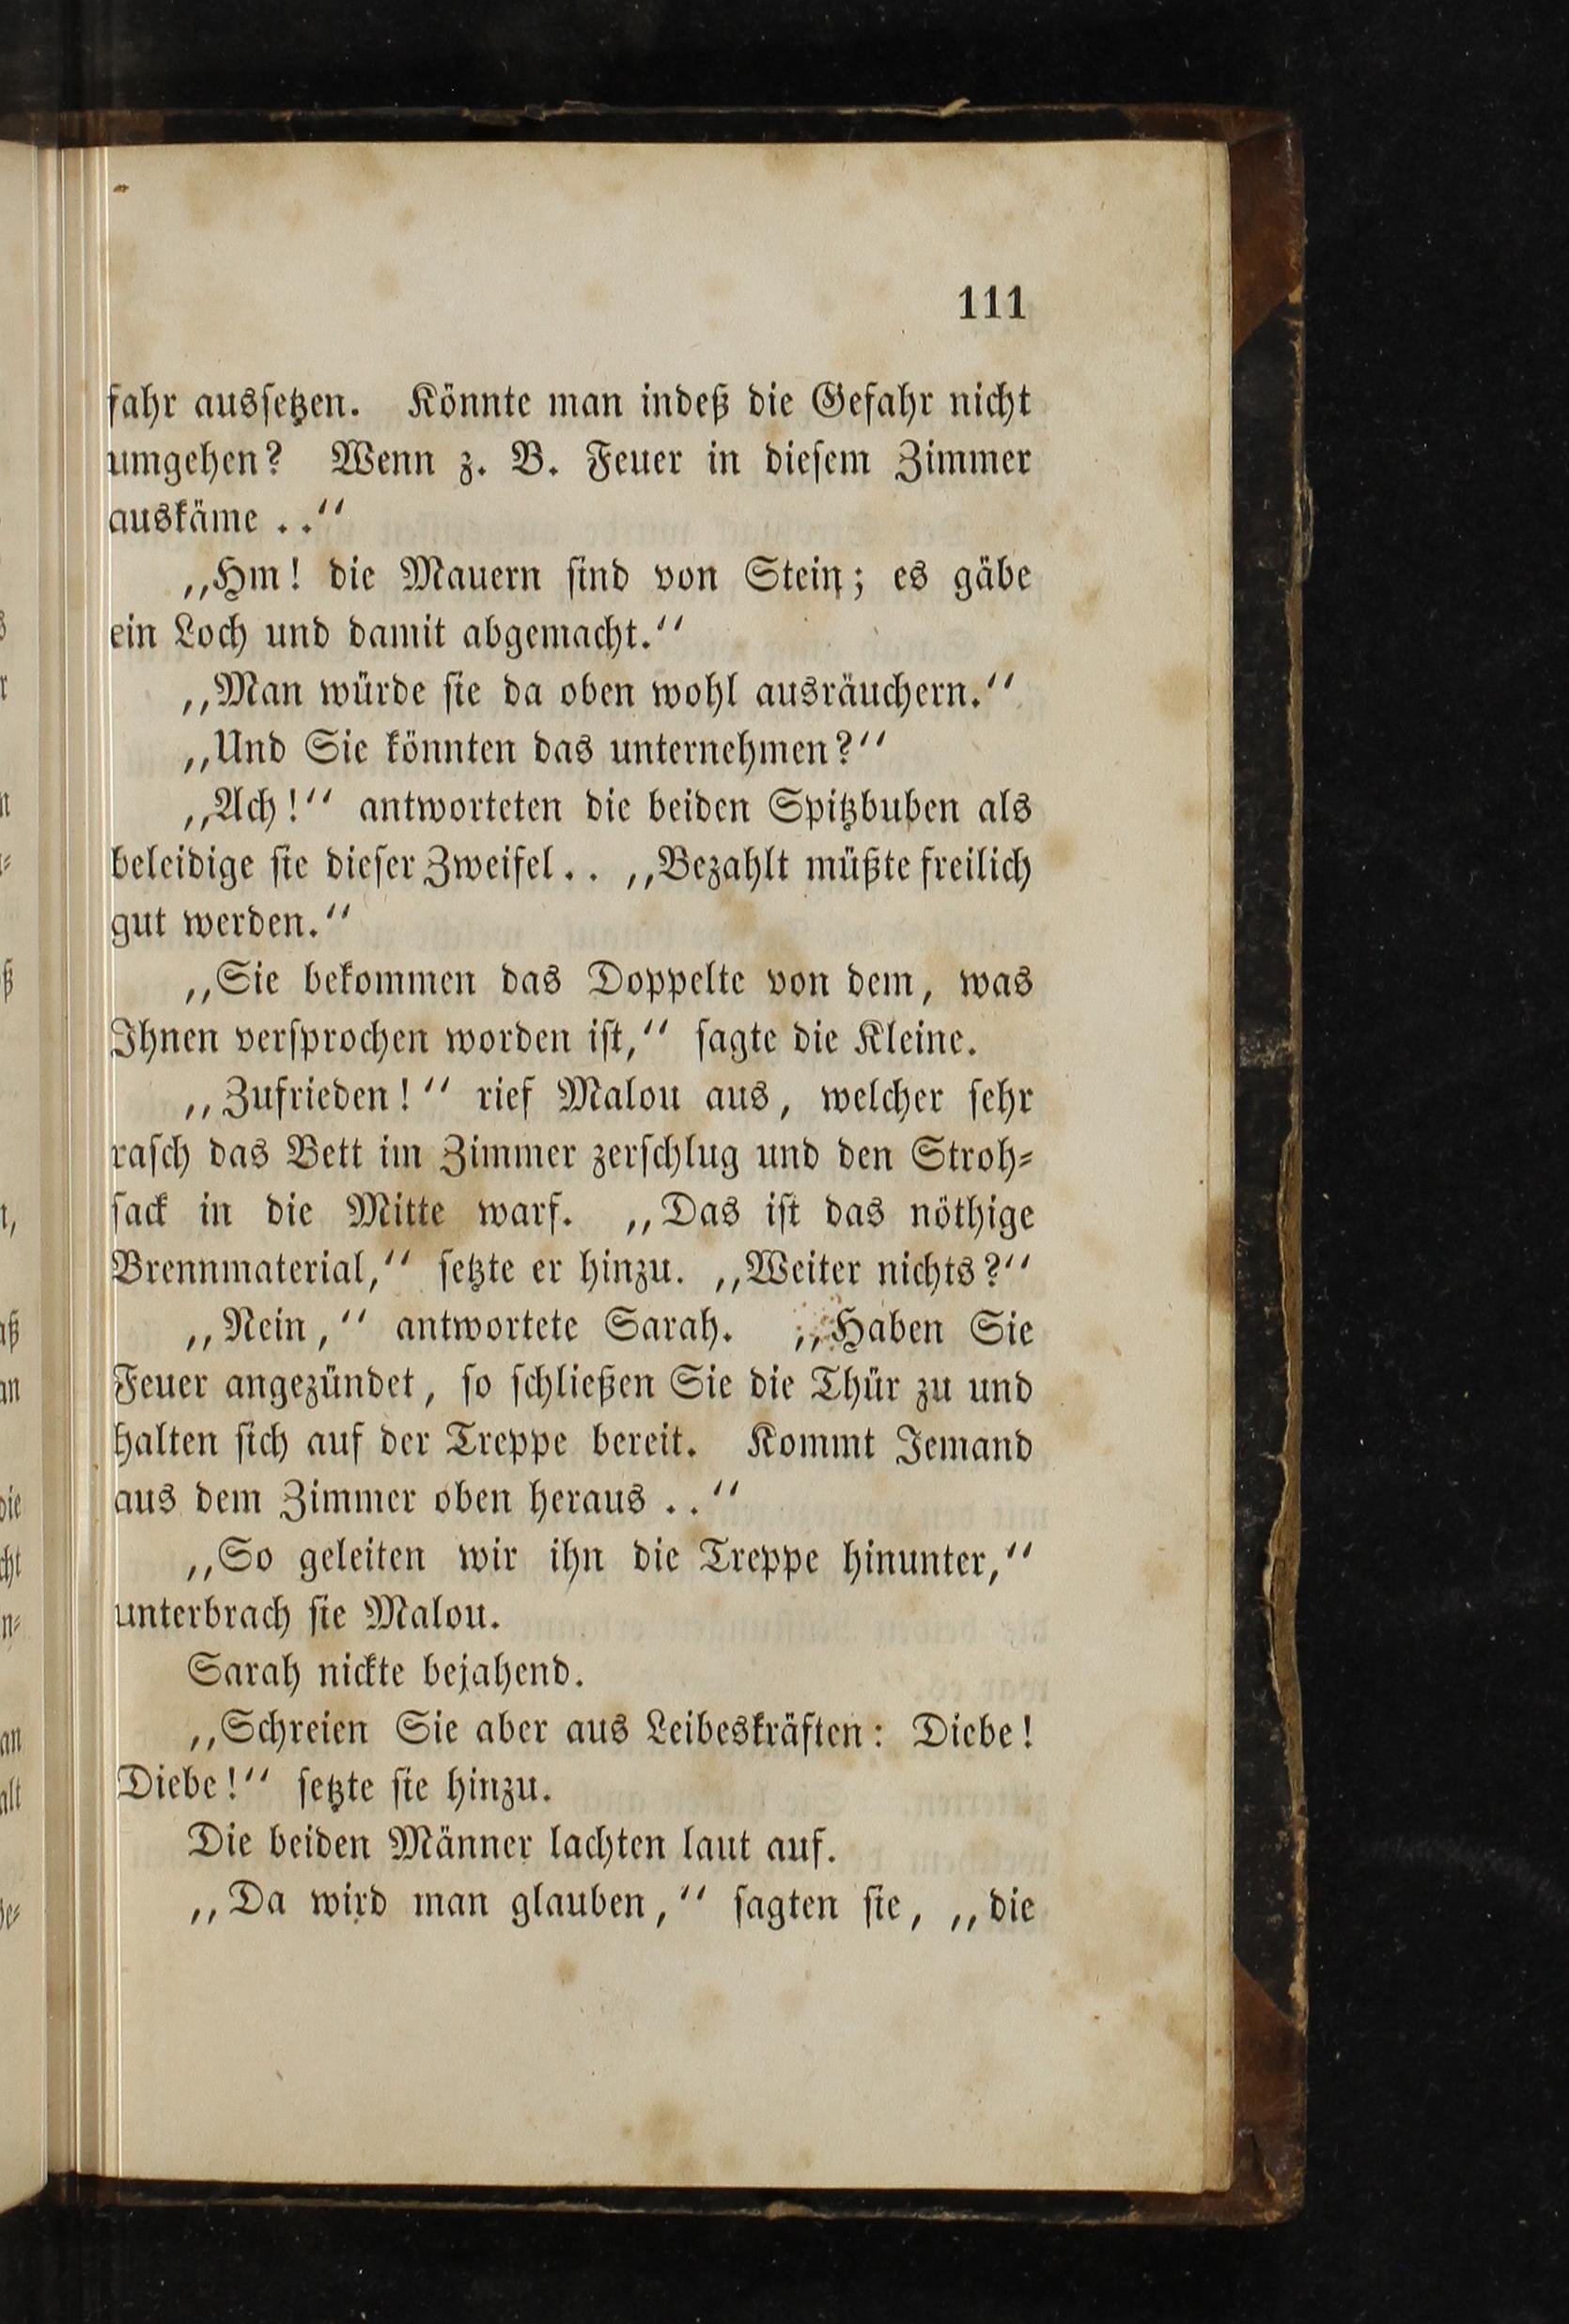 111
fahr aussetzen. Könnte man indeß die Gefahr nicht
umgehen? Wenn z. B. Feuer in diesem Zimmer
auskäme . .“
„Hm! die Mauern sind von Stein; es gäbe
ein Loch und damit abgemacht.“
„Man würde sie da oben wohl ausräuchern.“
„Und Sie könnten das unternehmen?“
„Ach!“ antworteten die beiden Spitzbuben als
beleidige sie dieser Zweifel . . „Bezahlt müßte freilich
gut werden.“
„Sie bekommen das Doppelte von dem, was
Ihnen versprochen worden ist,“ sagte die Kleine.
„Zufrieden!“ rief Malou aus, welcher sehr
rasch das Bett im Zimmer zerschlug und den Stroh-
sack in die Mitte warf. „Das ist das nöthige
Brennmaterial,“ setzte er hinzu. „Weiter nichts?“
„Nein,“ antwortete Sarah. „Haben Sie
Feuer angezündet, so schließen Sie die Thür zu und
halten sich auf der Treppe bereit. Kommt Jemand
aus dem Zimmer oben heraus . .“
„So geleiten wir ihn die Treppe hinunter,“
unterbrach sie Malou.
Sarah nickte bejahend.
„Schreien Sie aber aus Leibeskräften: Diebe!
Diebe!“ setzte sie hinzu.
Die beiden Männer lachten laut auf.
„Da wird man glauben,“ sagten sie, „die